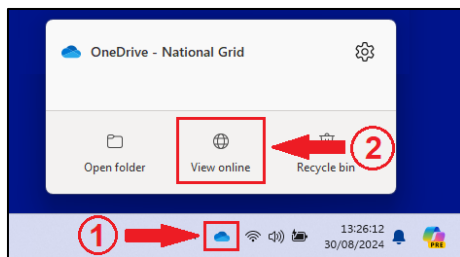 OneDrive - National Grid
Open folder
View online
Recycle bin
2
1
13:26:12
30/08/2024
PRE